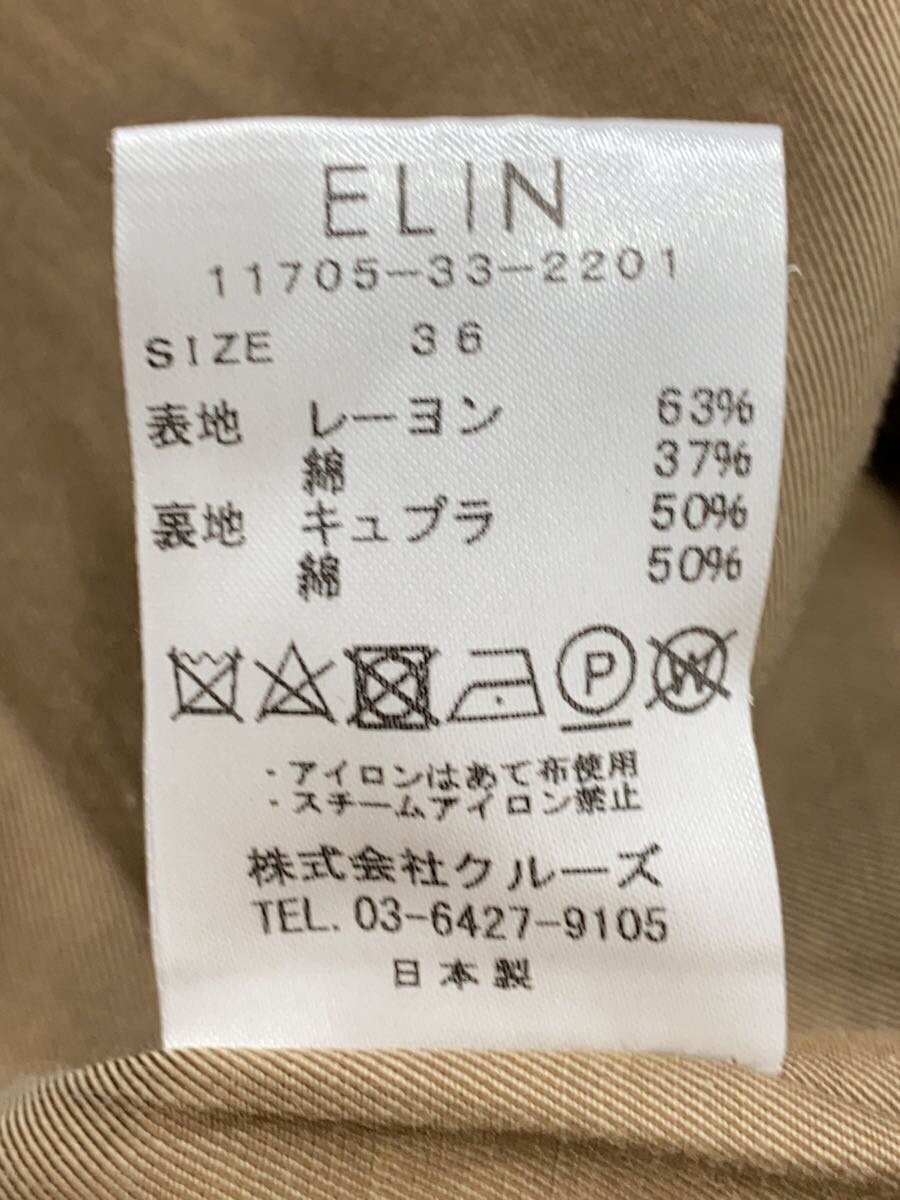 ELIN
11705-33-2201
SIZE 36
表地 レーヨン 63%
綿 37%
裏地 キュプラ 50%
綿 50%
P W
・アイロンはあて布使用
・スチームアイロン禁止
株式会社クルーズ
TEL. 03-6427-9105
日本製